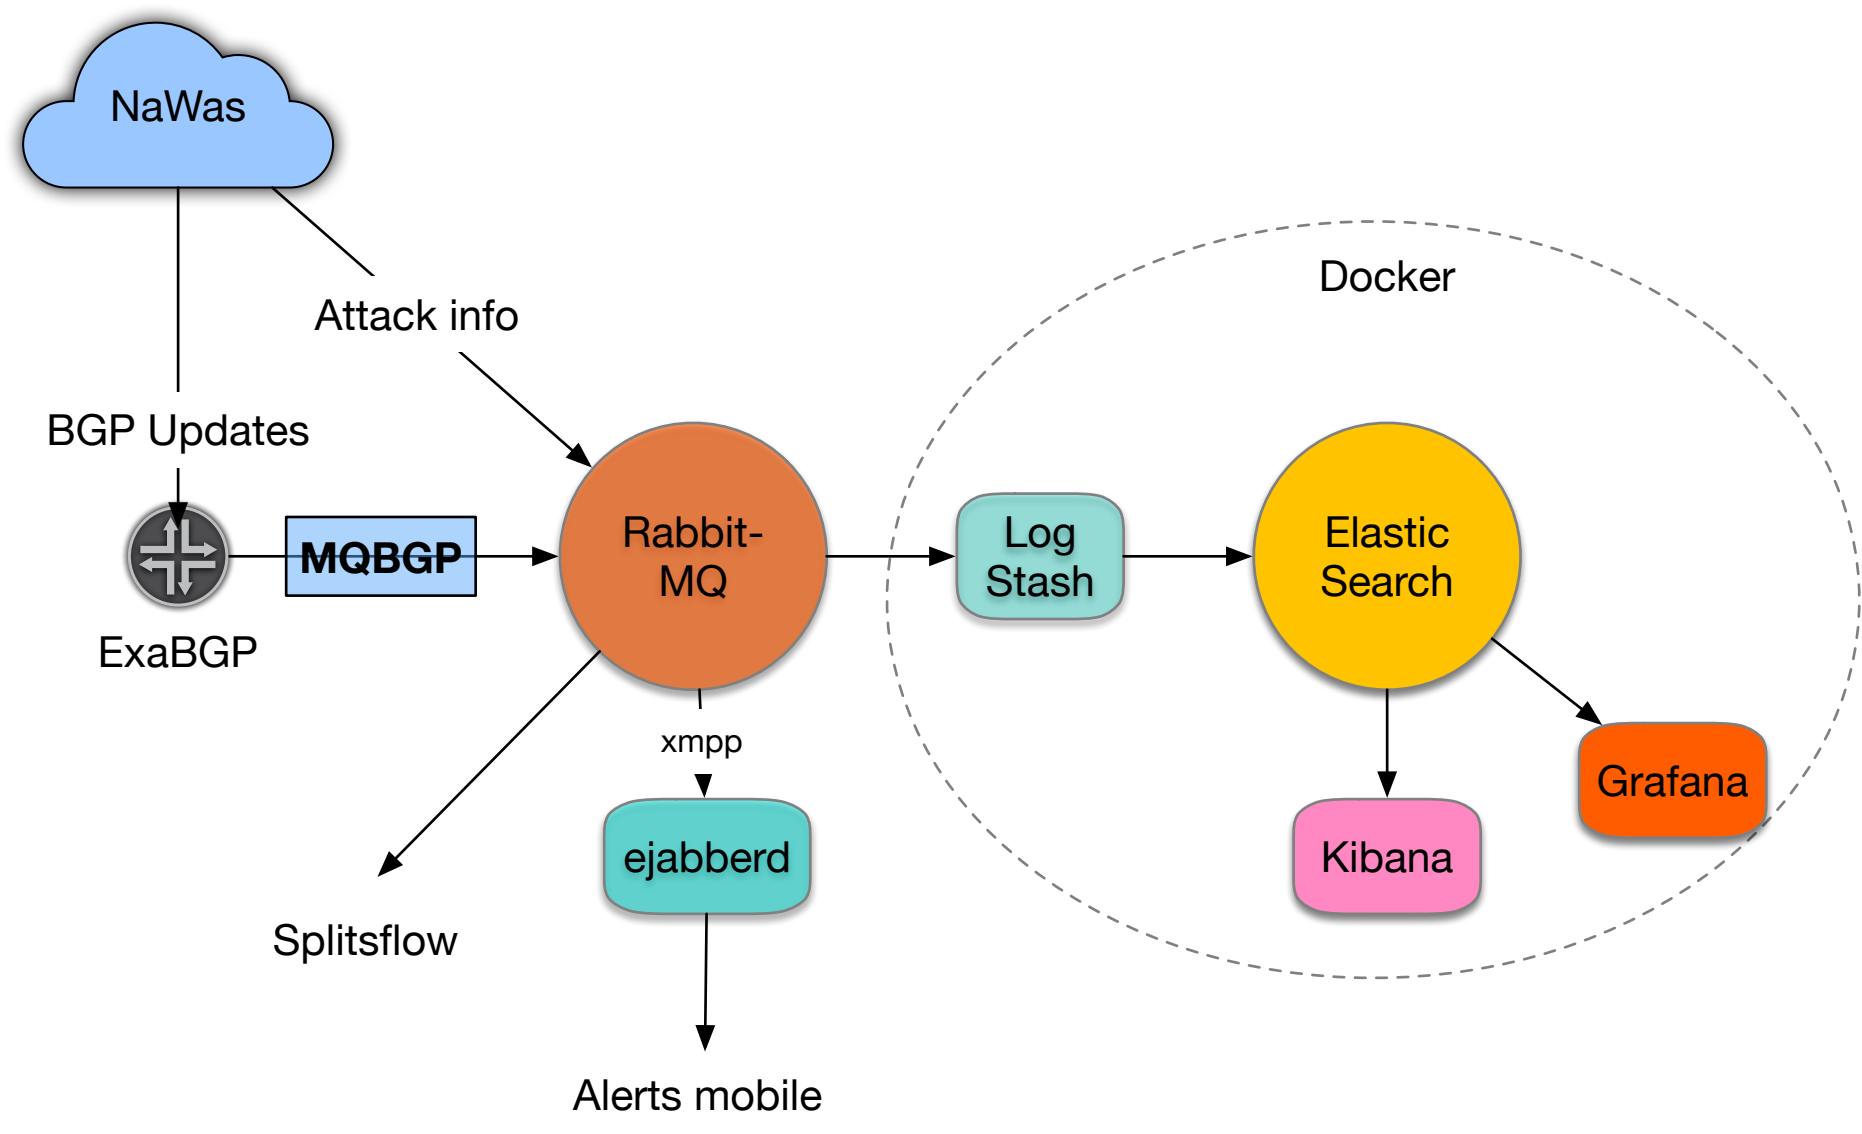 NaWas
Docker
Attack info
BGP Updates
MQBGP
Rabbit-
MQ
Log
Stash
Elastic
Search
ExaBGP
xmpp
Grafana
ejabberd
Kibana
Splitsflow
Alerts mobile